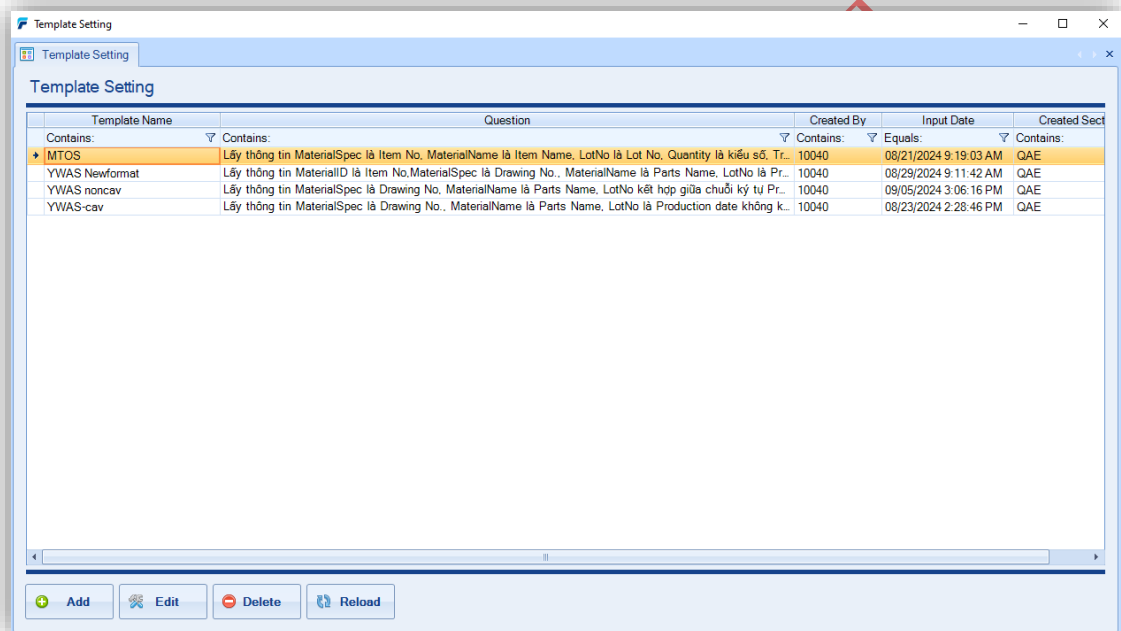 Template Setting
Template Setting
Template Setting
Template Name Question Created By Input Date Created Sect
Contains: Contains: Contains: Equals: Contains:
MTOS Lấy thông tin MaterialSpec là Item No, MaterialName là Item Name, LotNo là Lot No, Quantity là kiểu số, Tr... 10040 08/21/2024 9:19:03 AM QAE
YWAS Newformat Lấy thông tin MaterialID là Item No,MaterialSpec là Drawing No., MaterialName là Parts Name, LotNo là Pr... 10040 08/29/2024 9:11:42 AM QAE
YWAS noncav Lấy thông tin MaterialSpec là Drawing No, MaterialName là Parts Name, LotNo kết hợp giữa chuỗi ký tự Pr... 10040 09/05/2024 3:06:16 PM QAE
YWAS-cav Lấy thông tin MaterialSpec là Drawing No., MaterialName là Parts Name, LotNo là Production date không k... 10040 08/23/2024 2:28:46 PM QAE
Add Edit Delete Reload